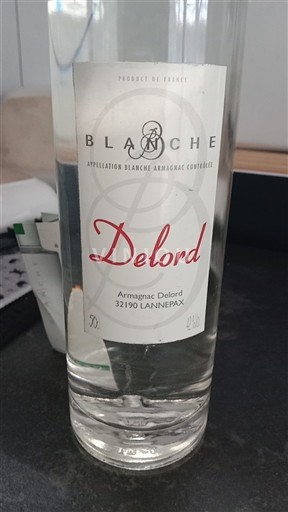 PRODUCT OF FRANCE
BLANCHE
APPELLATION BLANCHE ARMAGNAC CONTRÔLÉE
Delord
Armagnac Delord
32190 LANNEPAX